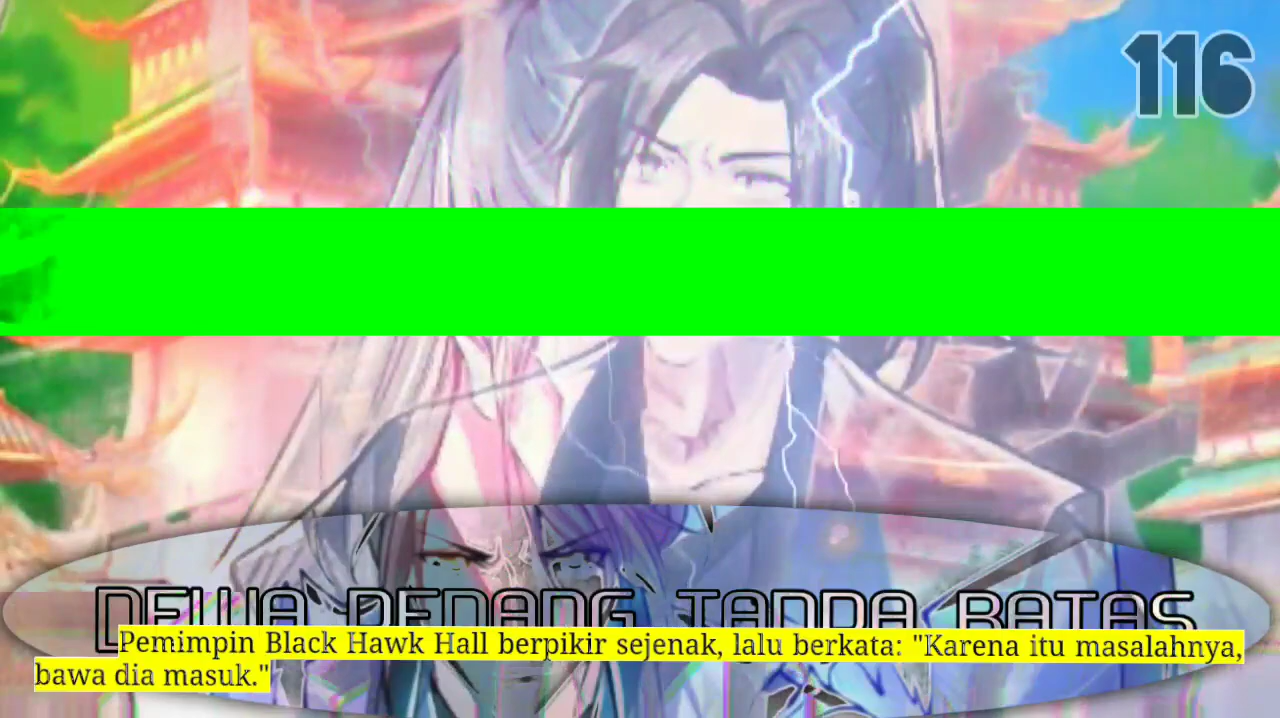 116
DEWA PEDANG TANPA BATAS
Pemimpin Black Hawk Hall berpikir sejenak, lalu berkata: "Karena itu masalahnya,
bawa dia masuk."